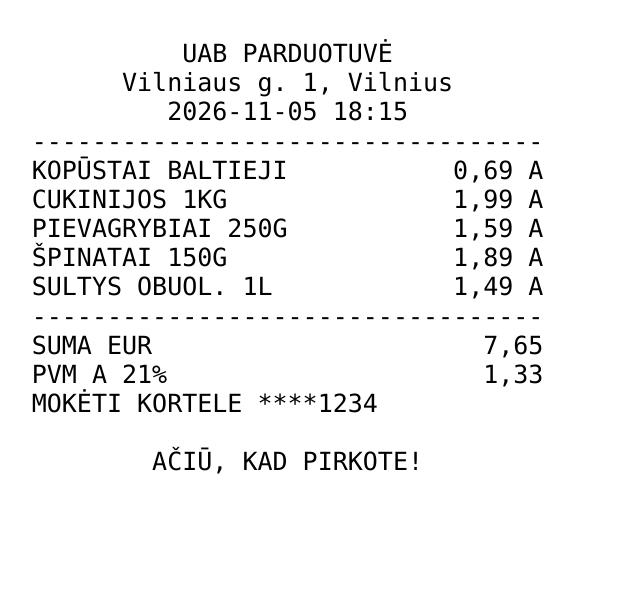 UAB PARDUOTUVĖ
Vilniaus g. 1, Vilnius
2026-11-05 18:15
----------------------------------
KOPŪSTAI BALTIEJI 0,69 A
CUKINIJOS 1KG 1,99 A
PIEVAGRYBIAI 250G 1,59 A
ŠPINATAI 150G 1,89 A
SULTYS OBUOL. 1L 1,49 A
----------------------------------
SUMA EUR 7,65
PVM A 21% 1,33
MOKĖTI KORTELE ****1234
AČIŪ, KAD PIRKOTE!